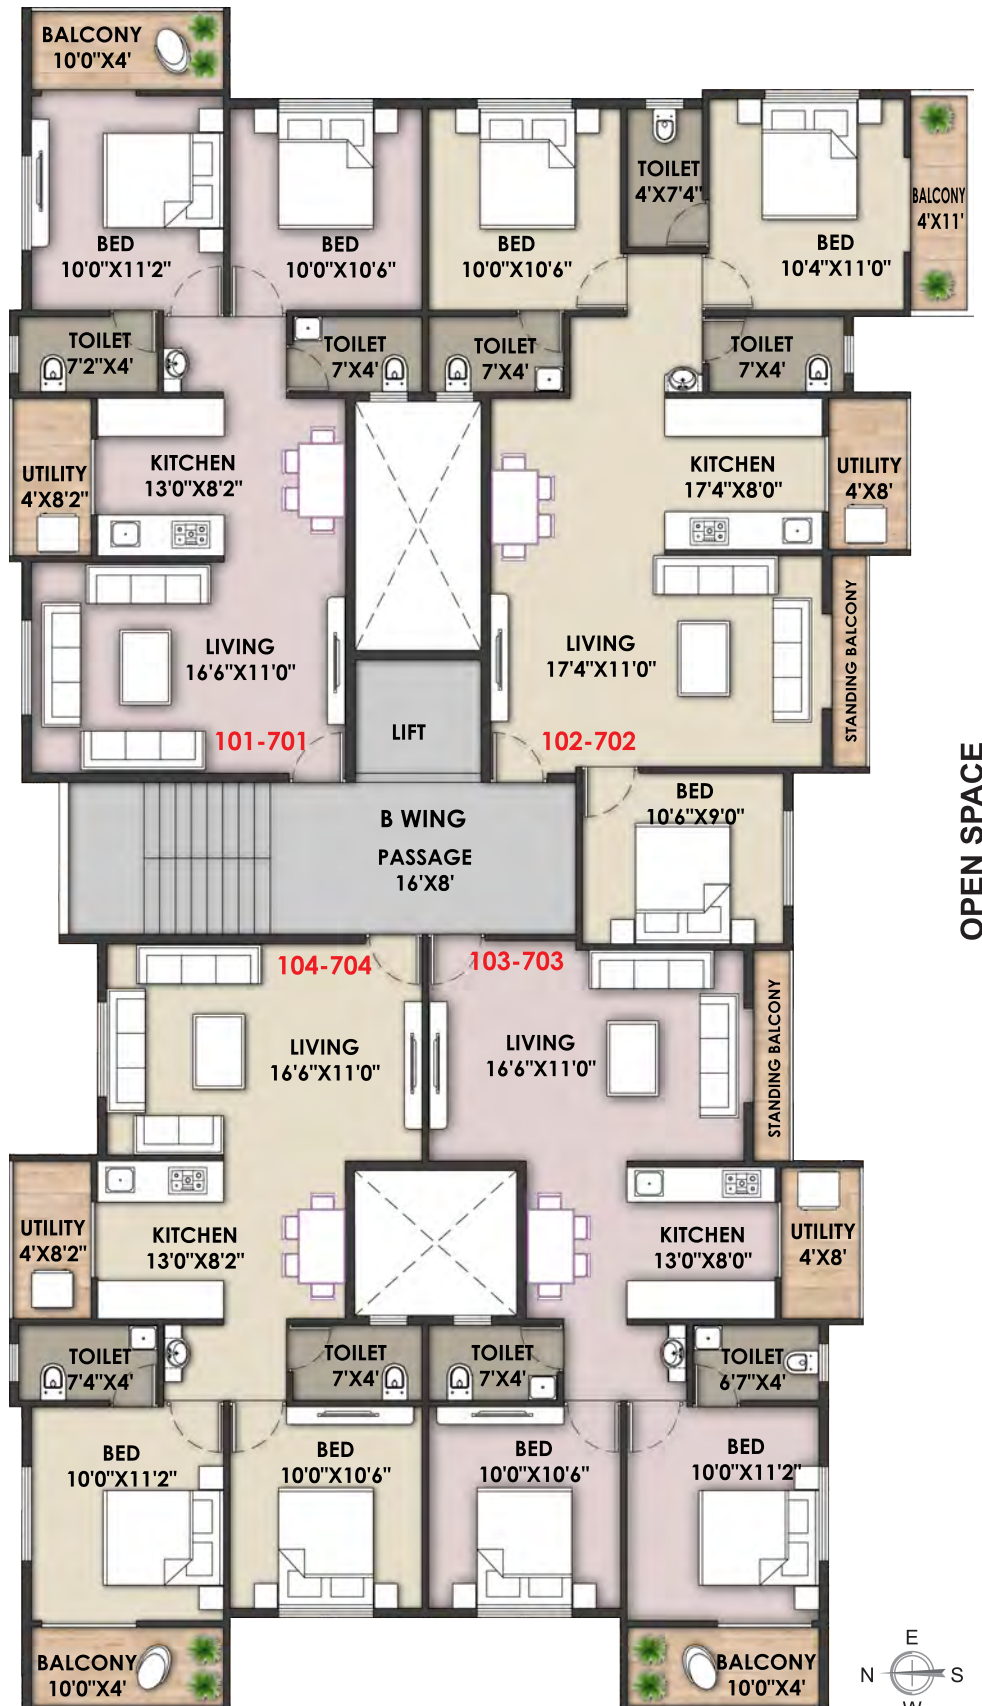 BALCONY
10'0"X4'
BED
10'0"X11'2"
BED
10'0"X10'6"
BED
10'0"X10'6"
TOILET
4'X7'4"
BED
10'4"X11'0"
BALCONY
4'X11'
TOILET
7'2"X4'
TOILET
7'X4'
TOILET
7'X4'
TOILET
7'X4'
UTILITY
4'X8'2"
KITCHEN
13'0"X8'2"
KITCHEN
17'4"X8'0"
UTILITY
4'X8'
LIVING
16'6"X11'0"
LIVING
17'4"X11'0"
STANDING BALCONY
101-701
LIFT
102-702
B WING
PASSAGE
16'X8'
BED
10'6"X9'0"
OPEN SPACE
104-704
103-703
LIVING
16'6"X11'0"
LIVING
16'6"X11'0"
STANDING BALCONY
UTILITY
4'X8'2"
KITCHEN
13'0"X8'2"
KITCHEN
13'0"X8'0"
UTILITY
4'X8'
TOILET
7'4"X4'
TOILET
7'X4'
TOILET
7'X4'
TOILET
6'7"X4'
BED
10'0"X11'2"
BED
10'0"X10'6"
BED
10'0"X10'6"
BED
10'0"X11'2"
BALCONY
10'0"X4'
BALCONY
10'0"X4'
E
N S
W